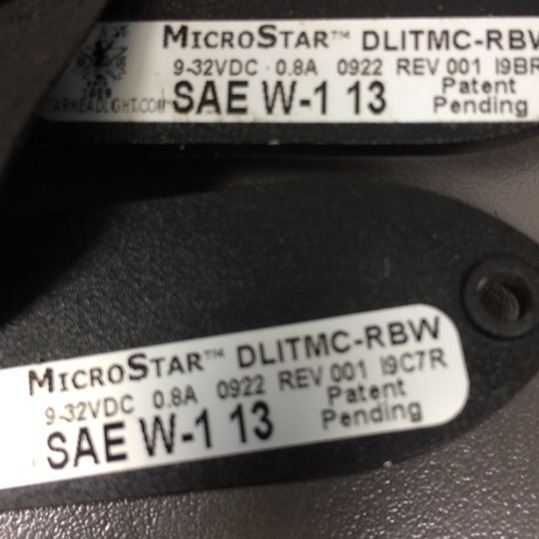 MICROSTAR™ DLITMC-RBW
9-32VDC · 0.8A 0922 REV 001 I9BR
SAE W-1 13 Patent Pending
MICROSTAR™ DLITMC-RBW
9-32VDC 0.8A 0922 REV 001 I9C7R
SAE W-1 13 Patent Pending